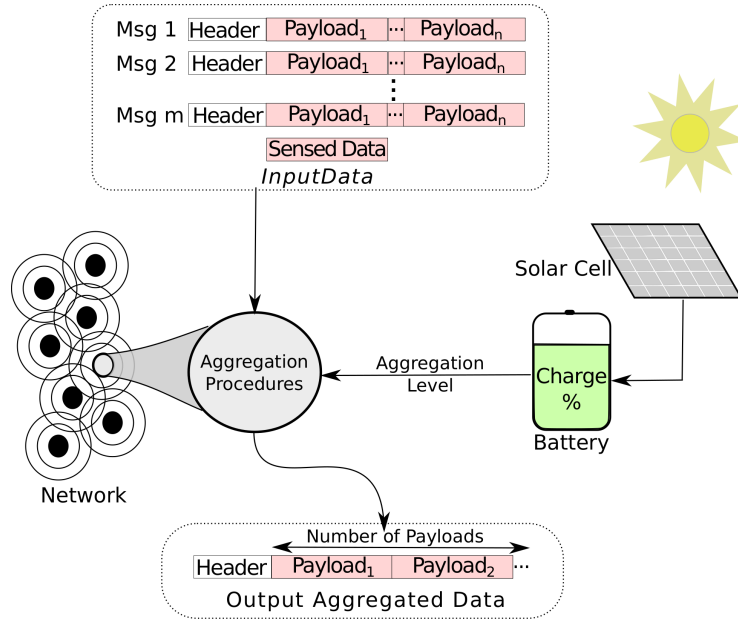 Msg 1 Header Payload1 ... Payloadn
Msg 2 Header Payload1 ... Payloadn
Msg m Header Payload1 ... Payloadn
Sensed Data
InputData
Solar Cell
Aggregation
Procedures
Aggregation
Level
Charge
%
Battery
Network
Number of Payloads
Header Payload1 Payload2 ...
Output Aggregated Data